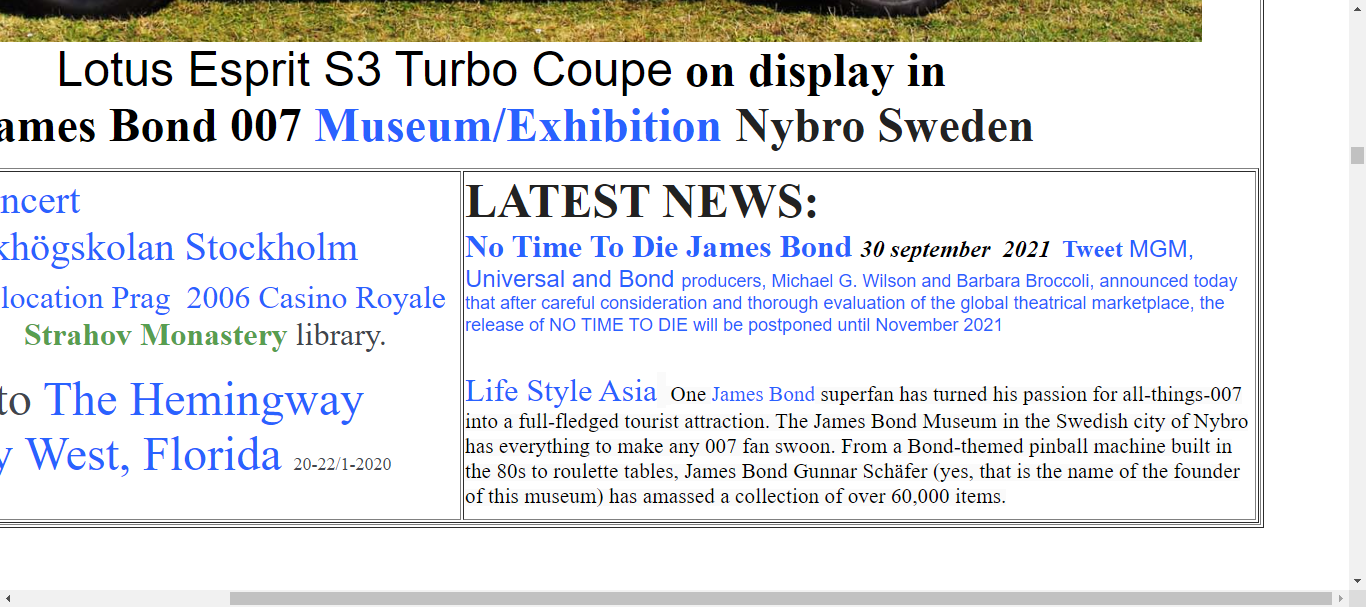 Lotus Esprit S3 Turbo Coupe on display in
ames Bond 007 Museum/Exhibition Nybro Sweden
ncert
khögskolan Stockholm
location Prag 2006 Casino Royale
Strahov Monastery library.
to The Hemingway
y West, Florida 20-22/1-2020
LATEST NEWS:
No Time To Die James Bond 30 september 2021 Tweet MGM,
Universal and Bond producers, Michael G. Wilson and Barbara Broccoli, announced today
that after careful consideration and thorough evaluation of the global theatrical marketplace, the
release of NO TIME TO DIE will be postponed until November 2021
Life Style Asia One James Bond superfan has turned his passion for all-things-007
into a full-fledged tourist attraction. The James Bond Museum in the Swedish city of Nybro
has everything to make any 007 fan swoon. From a Bond-themed pinball machine built in
the 80s to roulette tables, James Bond Gunnar Schäfer (yes, that is the name of the founder
of this museum) has amassed a collection of over 60,000 items.